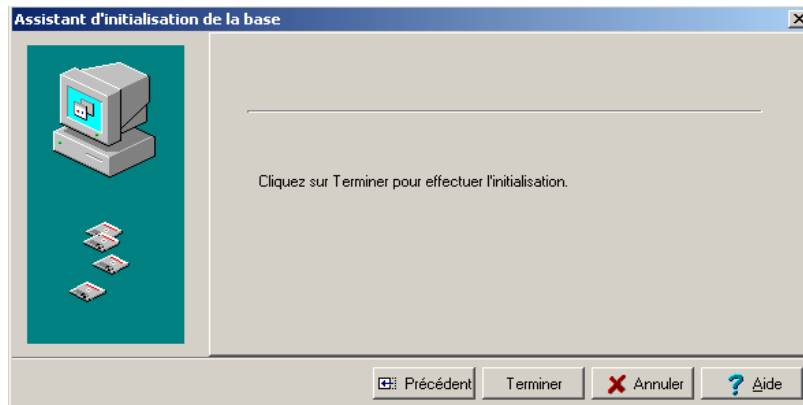 Assistant d'initialisation de la base
Cliquez sur Terminer pour effectuer l'initialisation.
Précédent Terminer Annuler Aide